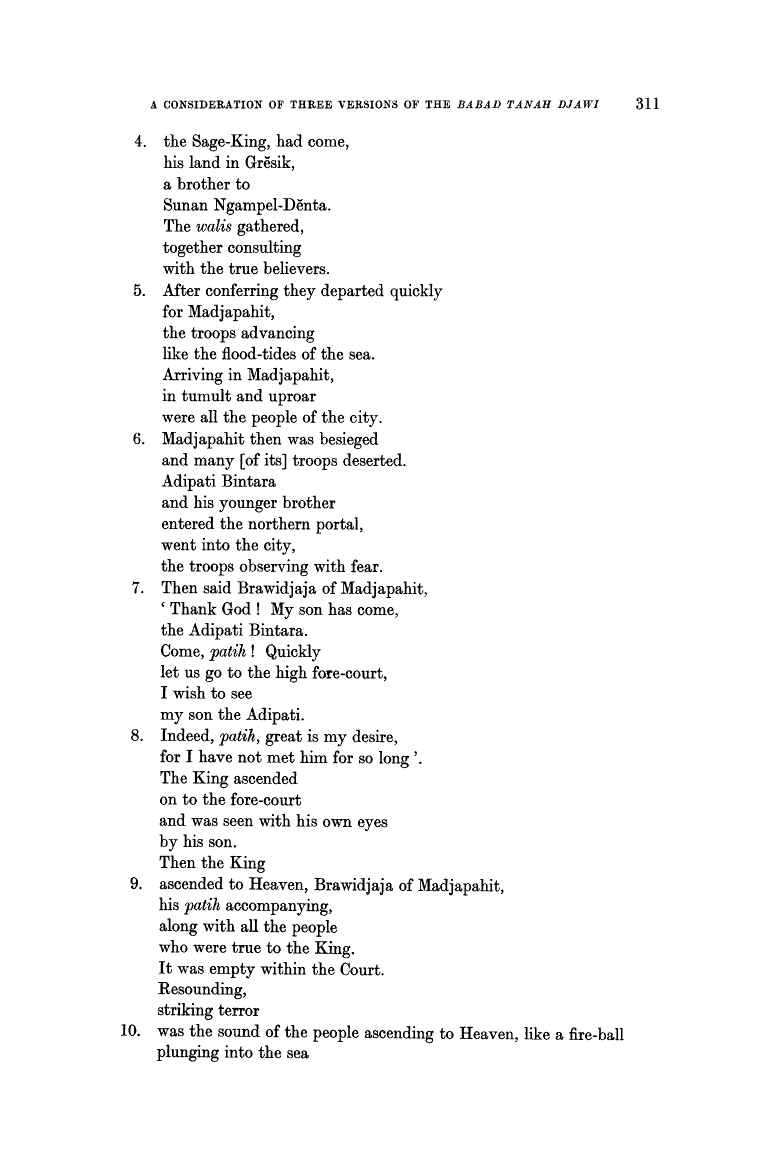 A CONSIDERATION OF THREE VERSIONS OF THE BABAD TANAH DJAWI 311
4. the Sage-King, had come,
his land in Grĕsik,
a brother to
Sunan Ngampel-Dĕnta.
The walis gathered,
together consulting
with the true believers.
5. After conferring they departed quickly
for Madjapahit,
the troops advancing
like the flood-tides of the sea.
Arriving in Madjapahit,
in tumult and uproar
were all the people of the city.
6. Madjapahit then was besieged
and many [of its] troops deserted.
Adipati Bintara
and his younger brother
entered the northern portal,
went into the city,
the troops observing with fear.
7. Then said Brawidjaja of Madjapahit,
‘ Thank God ! My son has come,
the Adipati Bintara.
Come, patih ! Quickly
let us go to the high fore-court,
I wish to see
my son the Adipati.
8. Indeed, patih, great is my desire,
for I have not met him for so long ’.
The King ascended
on to the fore-court
and was seen with his own eyes
by his son.
Then the King
9. ascended to Heaven, Brawidjaja of Madjapahit,
his patih accompanying,
along with all the people
who were true to the King.
It was empty within the Court.
Resounding,
striking terror
10. was the sound of the people ascending to Heaven, like a fire-ball
plunging into the sea